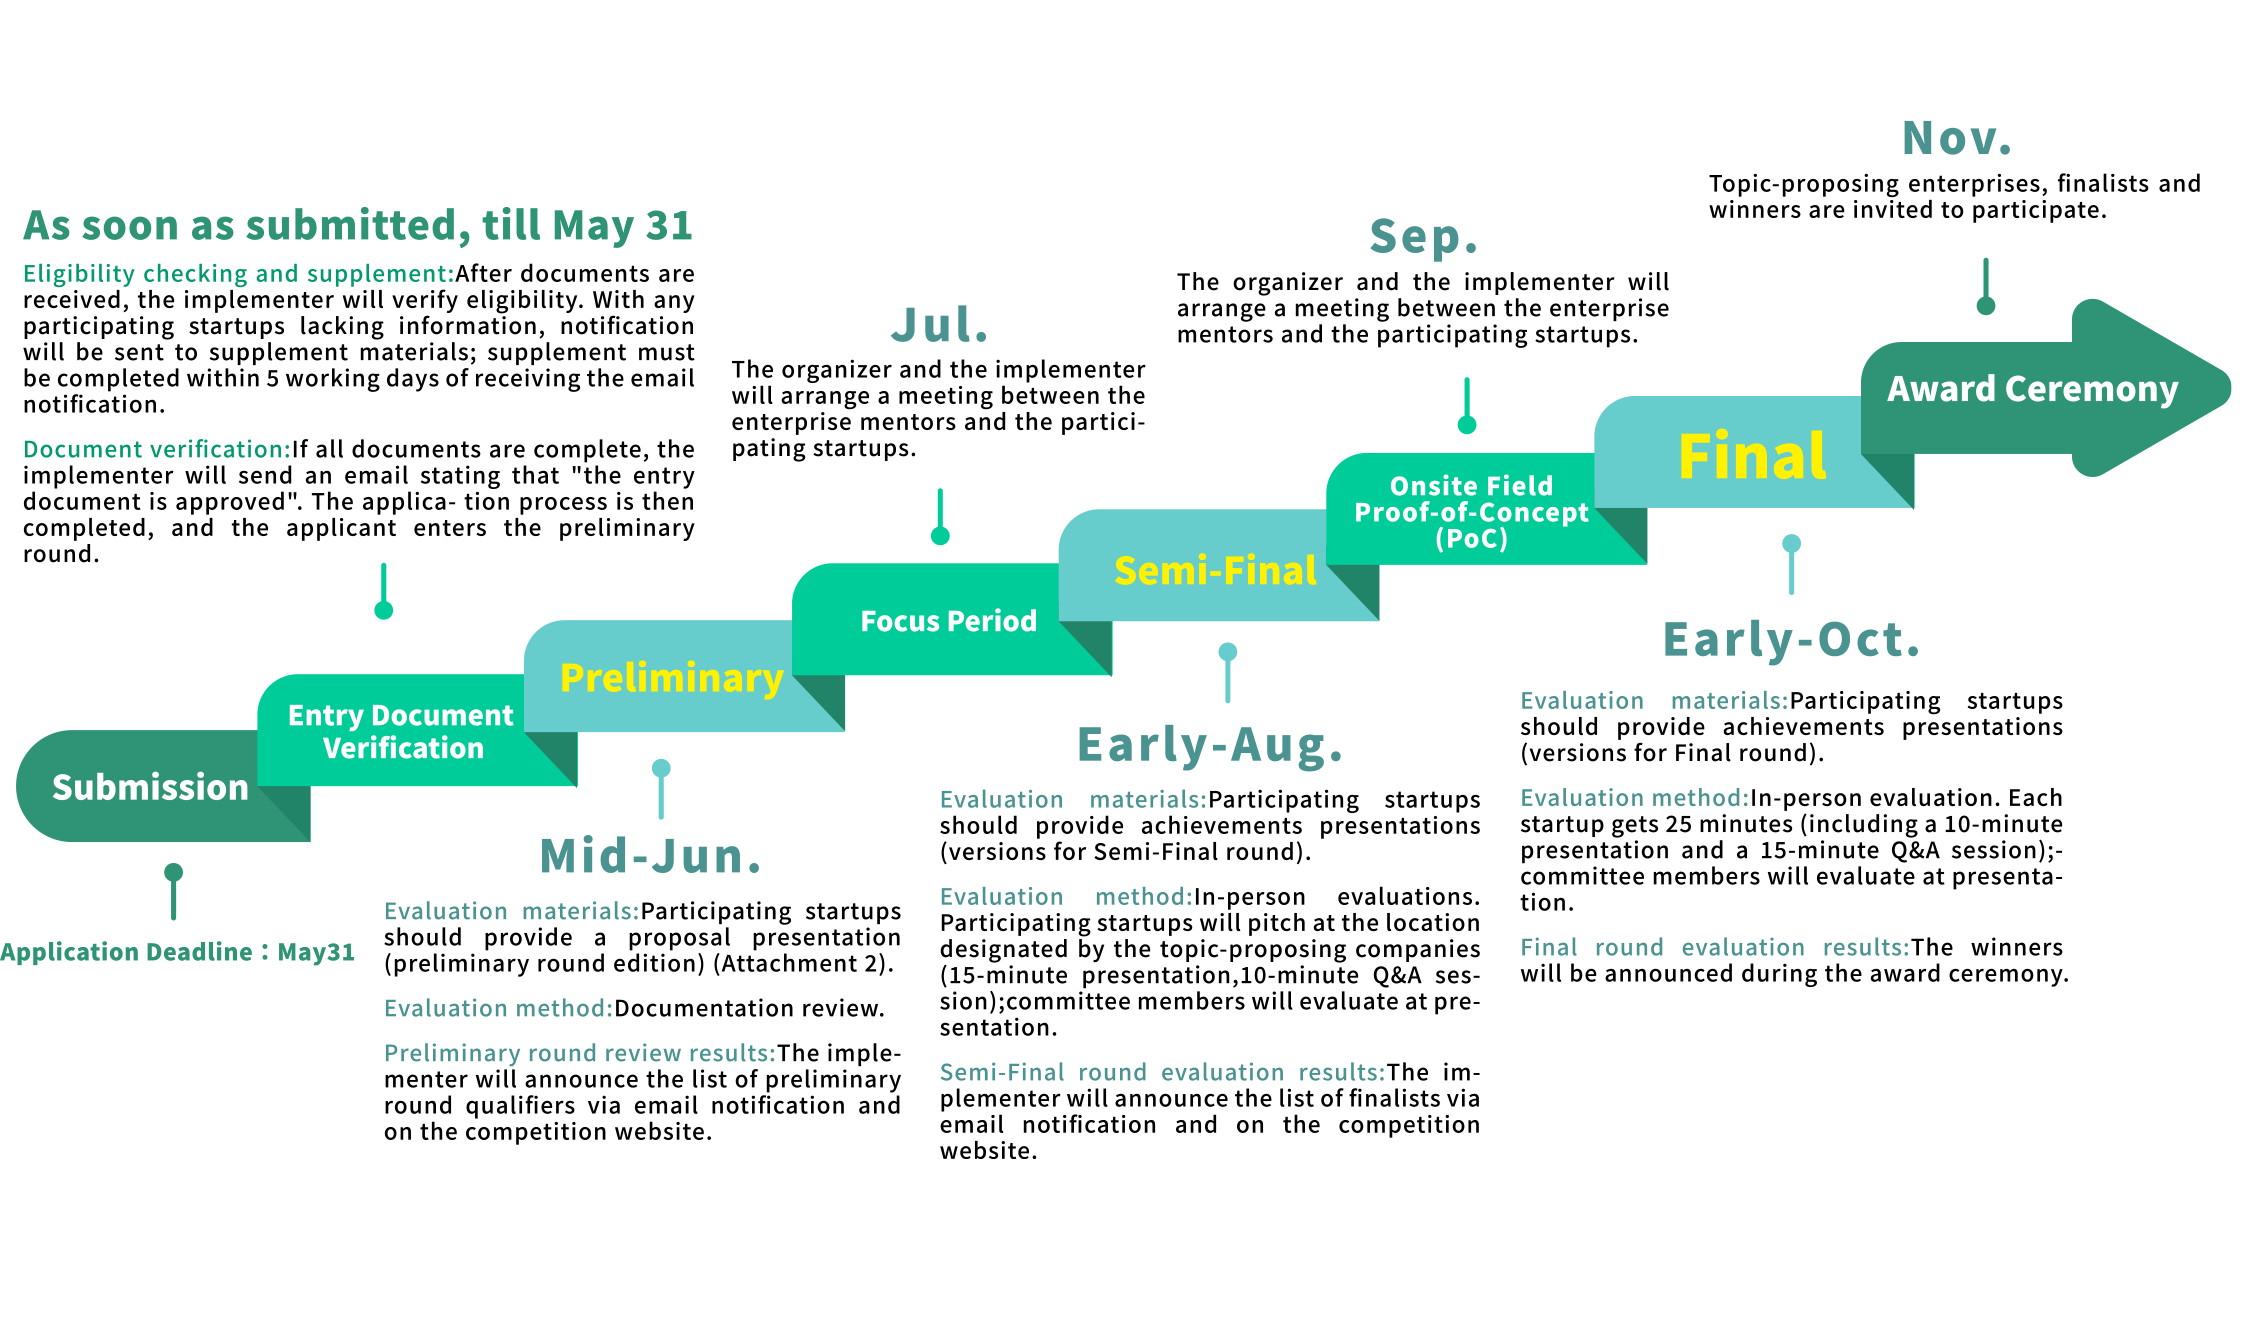 Nov.
Topic-proposing enterprises, finalists and
winners are invited to participate.
As soon as submitted, till May 31
Eligibility checking and supplement:After documents are
received, the implementer will verify eligibility. With any
participating startups lacking information, notification
will be sent to supplement materials; supplement must
be completed within 5 working days of receiving the email
notification.
Document verification:If all documents are complete, the
implementer will send an email stating that "the entry
document is approved". The applica- tion process is then
completed, and the applicant enters the preliminary
round.
Jul.
The organizer and the implementer
will arrange a meeting between the
enterprise mentors and the partici-
pating startups.
Sep.
The organizer and the implementer will
arrange a meeting between the enterprise
mentors and the participating startups.
Submission
Entry Document
Verification
Preliminary
Focus Period
Semi-Final
Onsite Field
Proof-of-Concept
(PoC)
Final
Award Ceremony
Application Deadline：May31
Mid-Jun.
Evaluation materials:Participating startups
should provide a proposal presentation
(preliminary round edition) (Attachment 2).
Evaluation method:Documentation review.
Preliminary round review results:The imple-
menter will announce the list of preliminary
round qualifiers via email notification and
on the competition website.
Early-Aug.
Evaluation materials:Participating startups
should provide achievements presentations
(versions for Semi-Final round).
Evaluation method:In-person evaluations.
Participating startups will pitch at the location
designated by the topic-proposing companies
(15-minute presentation,10-minute Q&A ses-
sion);committee members will evaluate at pre-
sentation.
Semi-Final round evaluation results:The im-
plementer will announce the list of finalists via
email notification and on the competition
website.
Early-Oct.
Evaluation materials:Participating startups
should provide achievements presentations
(versions for Final round).
Evaluation method:In-person evaluation. Each
startup gets 25 minutes (including a 10-minute
presentation and a 15-minute Q&A session);-
committee members will evaluate at presenta-
tion.
Final round evaluation results:The winners
will be announced during the award ceremony.